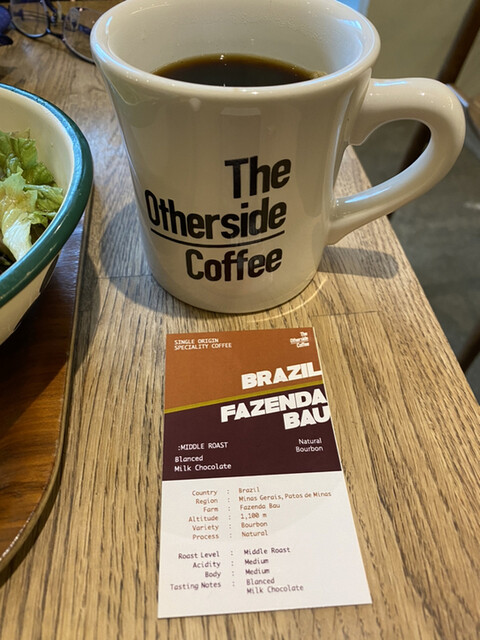 The
Otherside
Coffee
SINGLE ORIGIN
SPECIALITY COFFEE
The
Otherside
Coffee
BRAZIL
FAZENDA
BAU
:MIDDLE ROAST
Natural
Bourbon
Blanced
Milk Chocolate
Country : Brazil
Region : Minas Gerais,Patos de Minas
Farm : Fazenda Bau
Altitude : 1,100 m
Variety : Bourbon
Process : Natural
Roast Level : Middle Roast
Acidity : Medium
Body : Medium
Tasting Notes : Blanced
Milk Chocolate